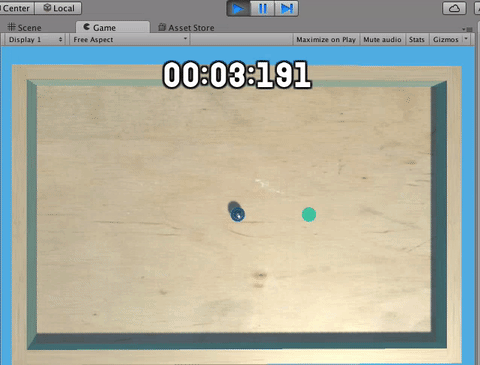 Center Local
Scene Game Asset Store
Display 1 Free Aspect Maximize on Play Mute audio Stats Gizmos
00:03:191